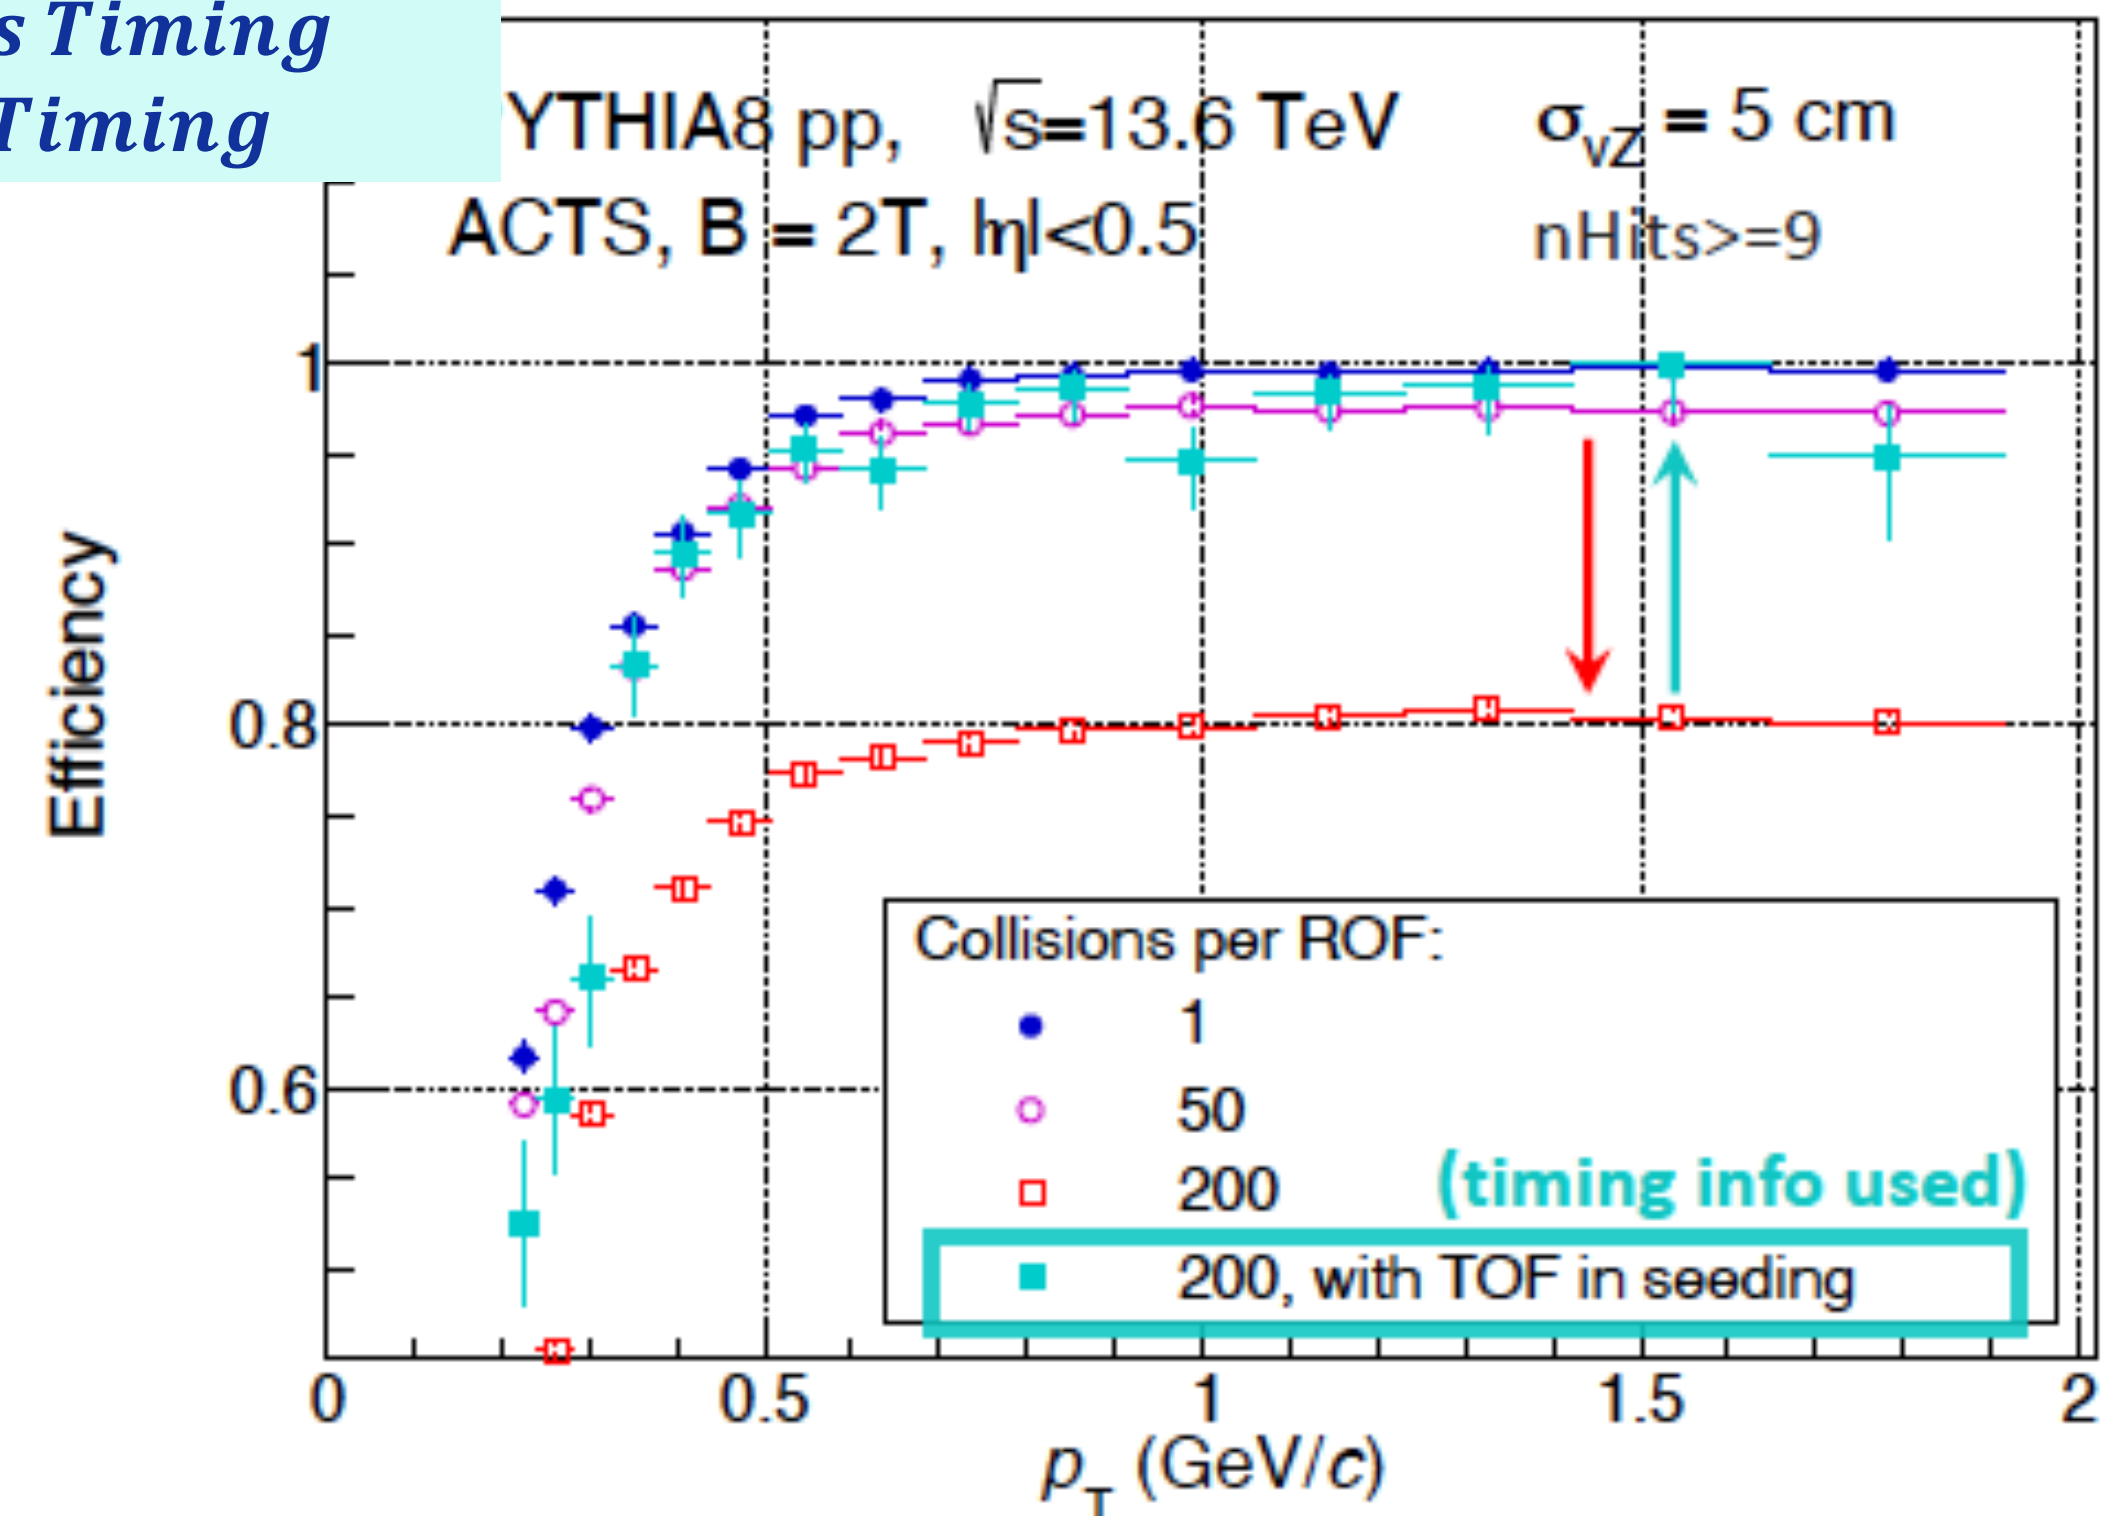 s Timing
Timing
YTHIA8 pp, √s=13.6 TeV σvZ = 5 cm
ACTS, B = 2T, |η|<0.5 nHits>=9
Efficiency
1
0.8
0.6
Collisions per ROF:
1
50
200 (timing info used)
200, with TOF in seeding
0 0.5 1 1.5 2
pT (GeV/c)